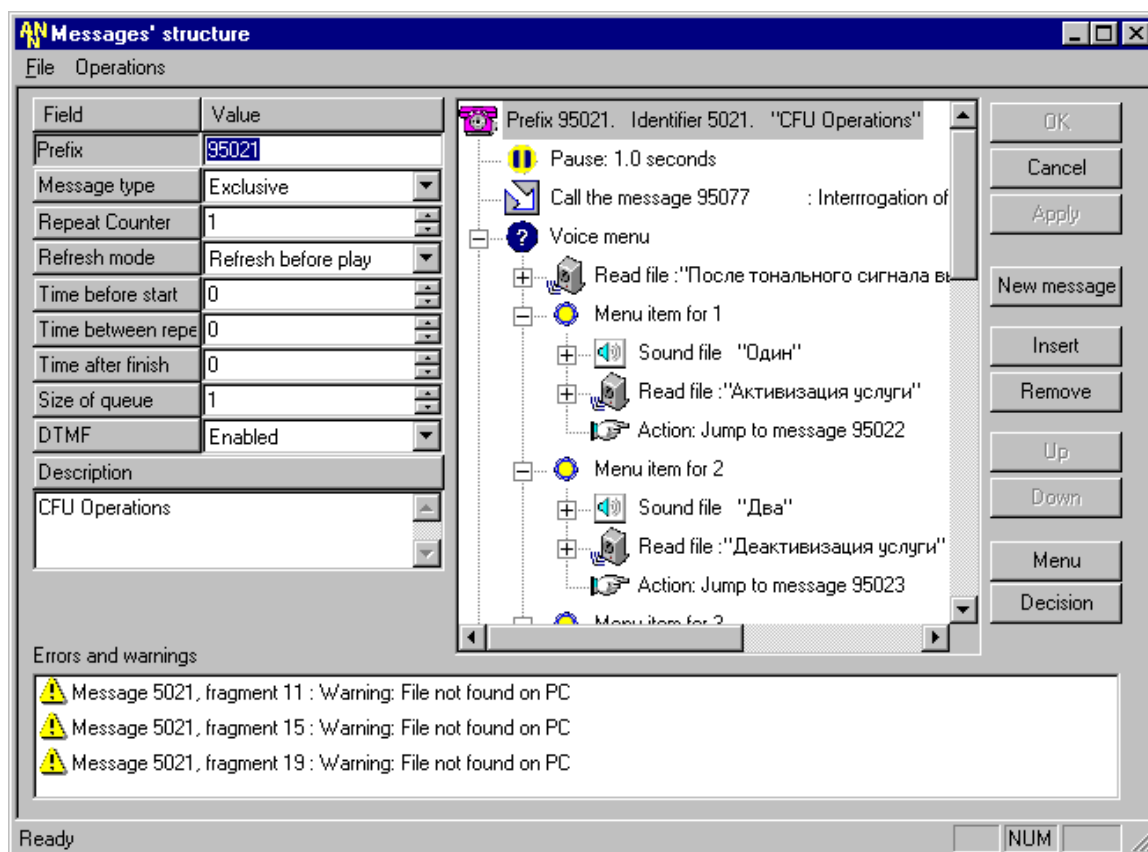 Messages' structure
File Operations
Field Value
Prefix 95021
Message type Exclusive
Repeat Counter 1
Refresh mode Refresh before play
Time before start 0
Time between repe 0
Time after finish 0
Size of queue 1
DTMF Enabled
Description
CFU Operations
Prefix 95021. Identifier 5021. "CFU Operations"
Pause: 1.0 seconds
Call the message 95077 : Interrrogation of
Voice menu
Read file :"После тонального сигнала вы
Menu item for 1
Sound file "Один"
Read file :"Активизация услуги"
Action: Jump to message 95022
Menu item for 2
Sound file "Два"
Read file :"Деактивизация услуги"
Action: Jump to message 95023
Menu item for 3
OK
Cancel
Apply
New message
Insert
Remove
Up
Down
Menu
Decision
Errors and warnings
Message 5021, fragment 11 : Warning: File not found on PC
Message 5021, fragment 15 : Warning: File not found on PC
Message 5021, fragment 19 : Warning: File not found on PC
Ready NUM